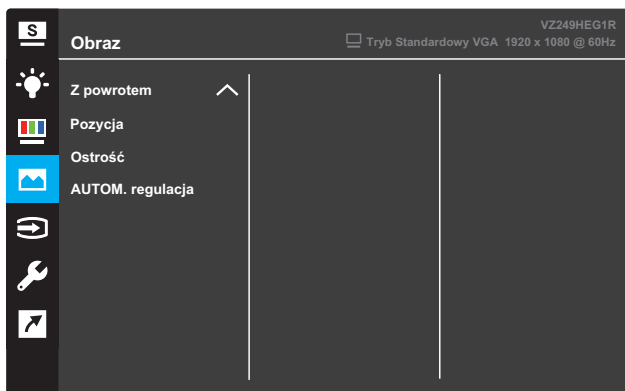 S
VZ249HEG1R
Obraz
Tryb Standardowy VGA 1920 x 1080 @ 60Hz
Z powrotem
Pozycja
Ostrość
AUTOM. regulacja